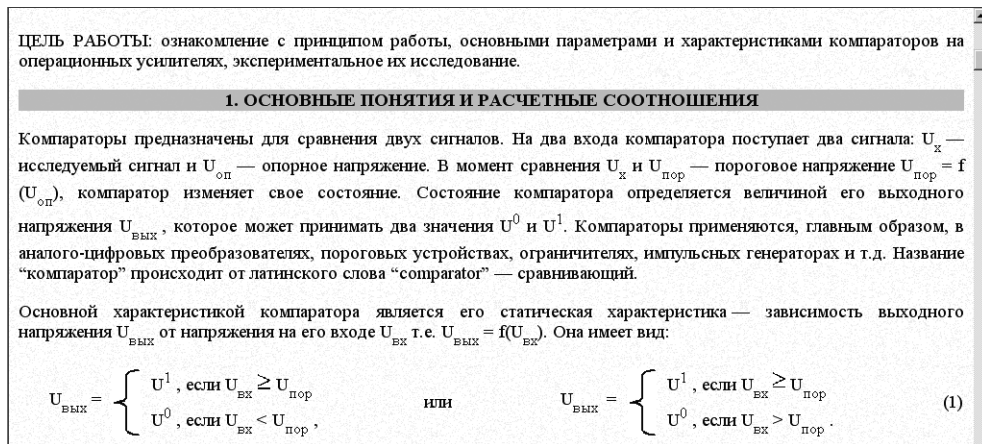 ЦЕЛЬ РАБОТЫ: ознакомление с принципом работы, основными параметрами и характеристиками компараторов на
операционных усилителях, экспериментальное их исследование.
1. ОСНОВНЫЕ ПОНЯТИЯ И РАСЧЕТНЫЕ СООТНОШЕНИЯ
Компараторы предназначены для сравнения двух сигналов. На два входа компаратора поступает два сигнала: Uх —
исследуемый сигнал и Uоп — опорное напряжение. В момент сравнения Uх и Uпор — пороговое напряжение Uпор = f
(Uоп), компаратор изменяет свое состояние. Состояние компаратора определяется величиной его выходного
напряжения Uвых , которое может принимать два значения U⁰ и U¹. Компараторы применяются, главным образом, в
аналого-цифровых преобразователях, пороговых устройствах, ограничителях, импульсных генераторах и т.д. Название
“компаратор” происходит от латинского слова “comparator” — сравнивающий.
Основной характеристикой компаратора является его статическая характеристика — зависимость выходного
напряжения Uвых от напряжения на его входе Uвх т.е. Uвых = f(Uвх). Она имеет вид:
U¹ , если Uвх ≥ Uпор U¹ , если Uвх ≥ Uпор
Uвых = { или Uвых = { (1)
U⁰ , если Uвх < Uпор , U⁰ , если Uвх > Uпор .